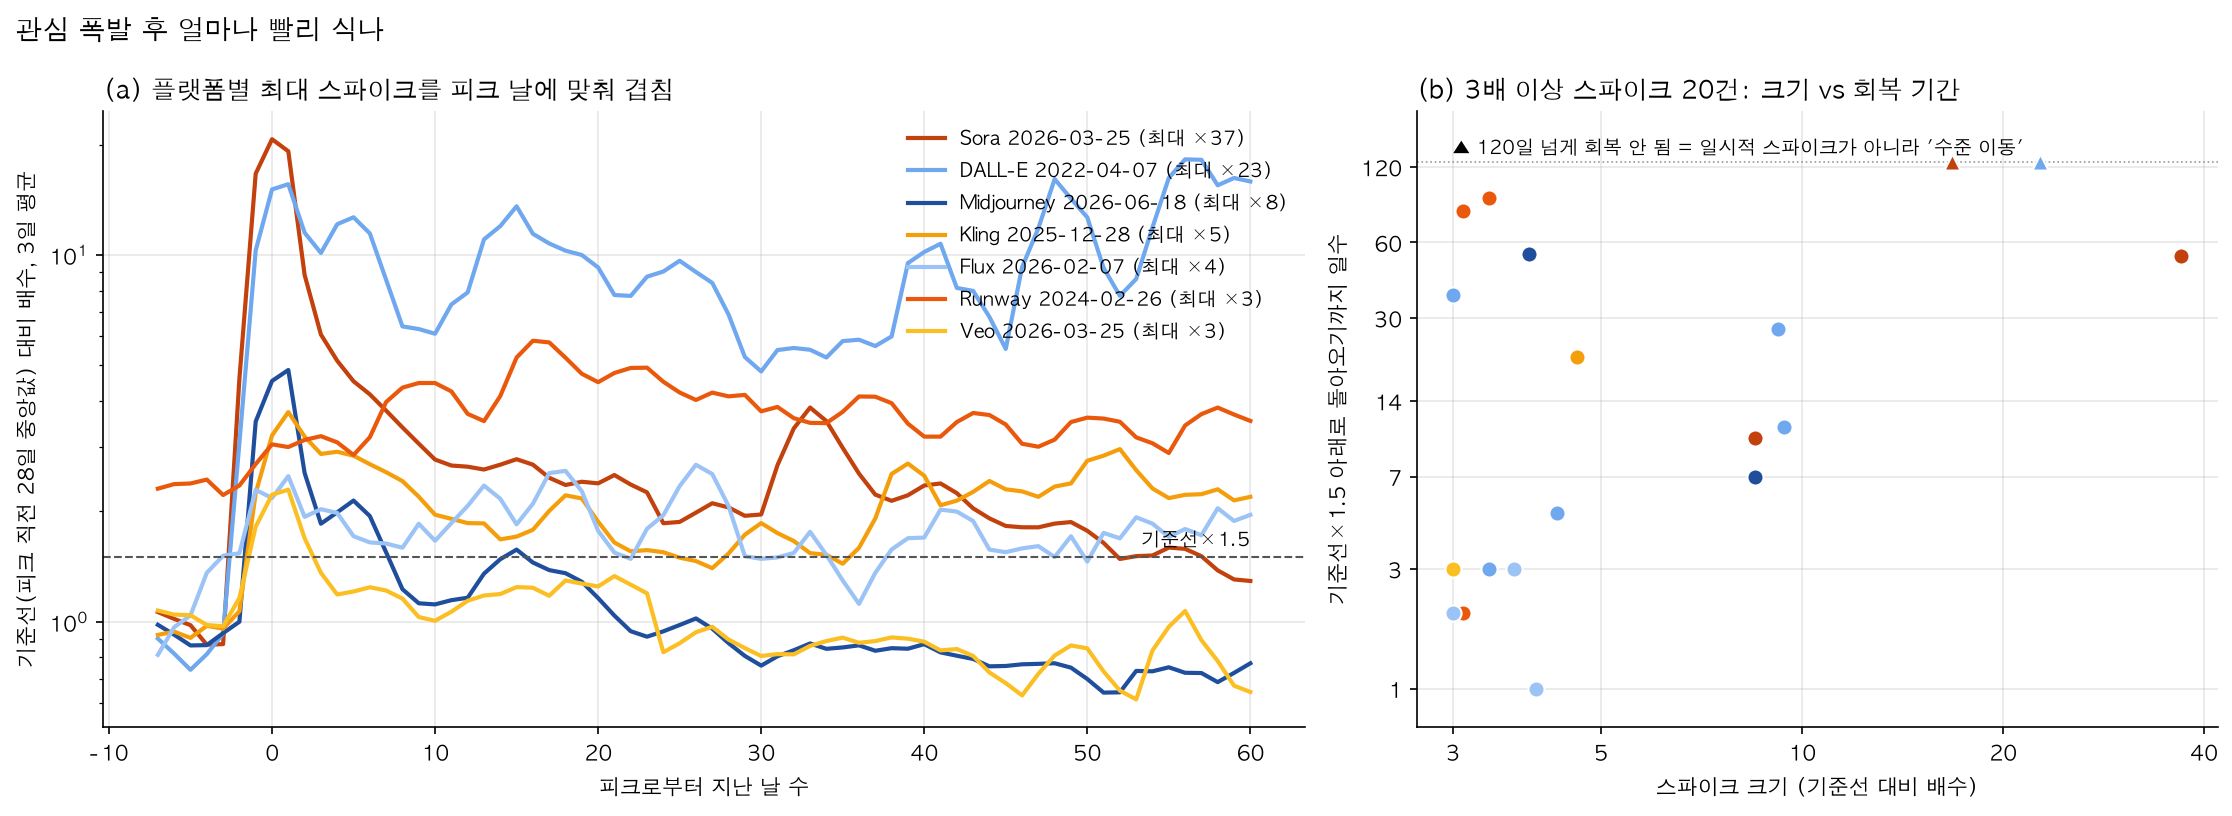 관심 폭발 후 얼마나 빨리 식나
(a) 플랫폼별 최대 스파이크를 피크 날에 맞춰 겹침
기준선(피크 직전 28일 중앙값) 대비 배수, 3일 평균
10¹
10⁰
Sora 2026-03-25 (최대 ×37)
DALL-E 2022-04-07 (최대 ×23)
Midjourney 2026-06-18 (최대 ×8)
Kling 2025-12-28 (최대 ×5)
Flux 2026-02-07 (최대 ×4)
Runway 2024-02-26 (최대 ×3)
Veo 2026-03-25 (최대 ×3)
기준선×1.5
-10 0 10 20 30 40 50 60
피크로부터 지난 날 수
(b) 3배 이상 스파이크 20건: 크기 vs 회복 기간
▲ 120일 넘게 회복 안 됨 = 일시적 스파이크가 아니라 '수준 이동'
기준선×1.5 아래로 돌아오기까지 일수
120
60
30
14
7
3
1
3 5 10 20 40
스파이크 크기 (기준선 대비 배수)